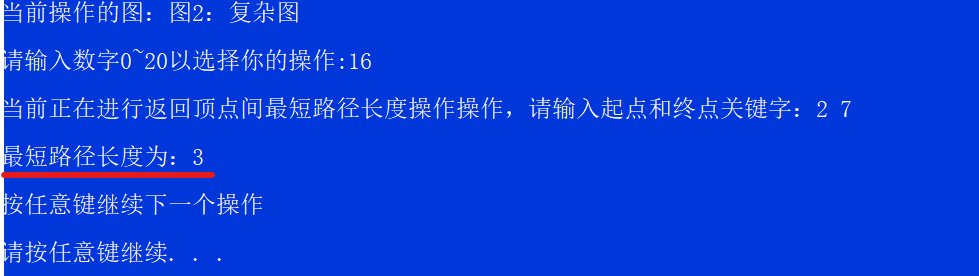 当前操作的图：图2：复杂图
请输入数字0~20以选择你的操作:16
当前正在进行返回顶点间最短路径长度操作操作，请输入起点和终点关键字：2 7
最短路径长度为：3
按任意键继续下一个操作
请按任意键继续. . .